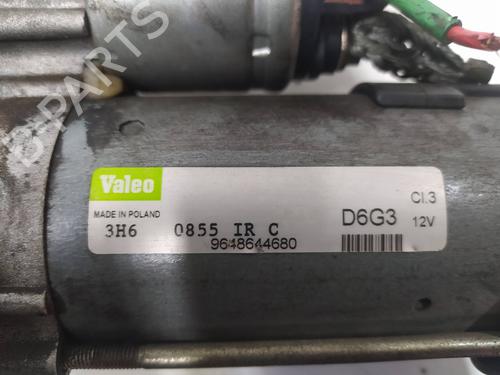 B-PARTS
Valeo
MADE IN POLAND
3H6 0855 IR C
9648644680
D6G3
Cl.3
12V